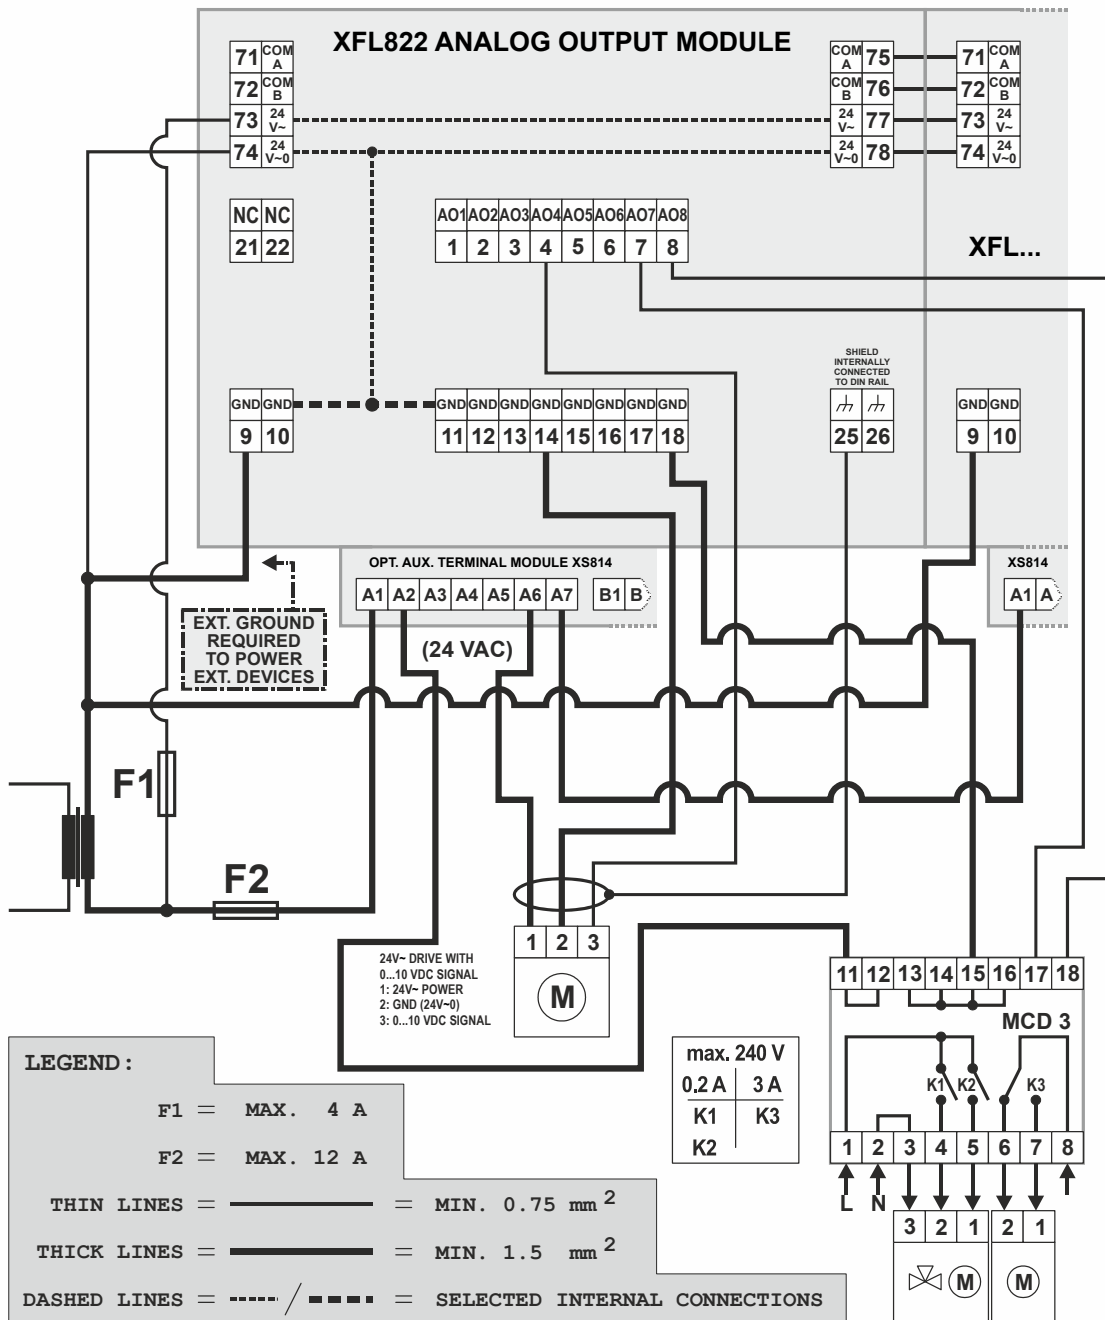 XFL822 ANALOG OUTPUT MODULE
71 COM A
72 COM B
73 24 V~
74 24 V~0
COM A 75
COM B 76
24 V~ 77
24 V~0 78
71 COM A
72 COM B
73 24 V~
74 24 V~0
NC NC
21 22
AO1 AO2 AO3 AO4 AO5 AO6 AO7 AO8
1 2 3 4 5 6 7 8
XFL...
SHIELD
INTERNALLY
CONNECTED
TO DIN RAIL
GND GND
9 10
GND GND GND GND GND GND GND GND
11 12 13 14 15 16 17 18
25 26
GND GND
9 10
OPT. AUX. TERMINAL MODULE XS814
A1 A2 A3 A4 A5 A6 A7 B1 B
XS814
A1 A
EXT. GROUND
REQUIRED
TO POWER
EXT. DEVICES
(24 VAC)
F1
F2
1 2 3
M
24V~ DRIVE WITH
0...10 VDC SIGNAL
1: 24V~ POWER
2: GND (24V~0)
3: 0...10 VDC SIGNAL
11 12 13 14 15 16 17 18
MCD 3
K1 K2 K3
1 2 3 4 5 6 7 8
L N
3 2 1
2 1
M
M
max. 240 V
0.2 A 3 A
K1 K3
K2
LEGEND:
F1 = MAX. 4 A
F2 = MAX. 12 A
THIN LINES = = MIN. 0.75 mm 2
THICK LINES = = MIN. 1.5 mm 2
DASHED LINES = / = SELECTED INTERNAL CONNECTIONS